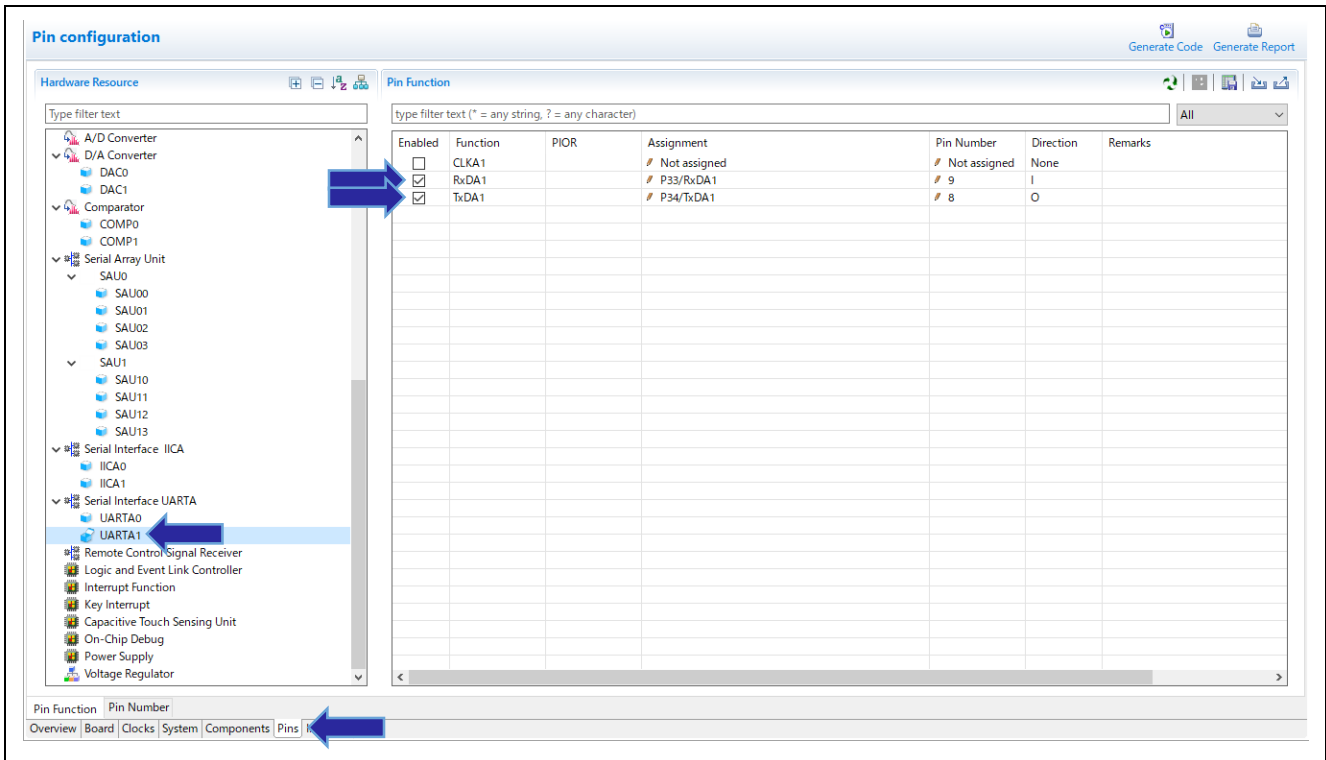 Pin configuration
Generate Code Generate Report
Hardware Resource
Pin Function
Type filter text
type filter text (* = any string, ? = any character)
All
A/D Converter
D/A Converter
DAC0
DAC1
Comparator
COMP0
COMP1
Serial Array Unit
SAU0
SAU00
SAU01
SAU02
SAU03
SAU1
SAU10
SAU11
SAU12
SAU13
Serial Interface IICA
IICA0
IICA1
Serial Interface UARTA
UARTA0
UARTA1
Remote Control Signal Receiver
Logic and Event Link Controller
Interrupt Function
Key Interrupt
Capacitive Touch Sensing Unit
On-Chip Debug
Power Supply
Voltage Regulator
Enabled Function PIOR Assignment Pin Number Direction Remarks
CLKA1 Not assigned Not assigned None
RxDA1 P33/RxDA1 9 I
TxDA1 P34/TxDA1 8 O
Pin Function Pin Number
Overview Board Clocks System Components Pins